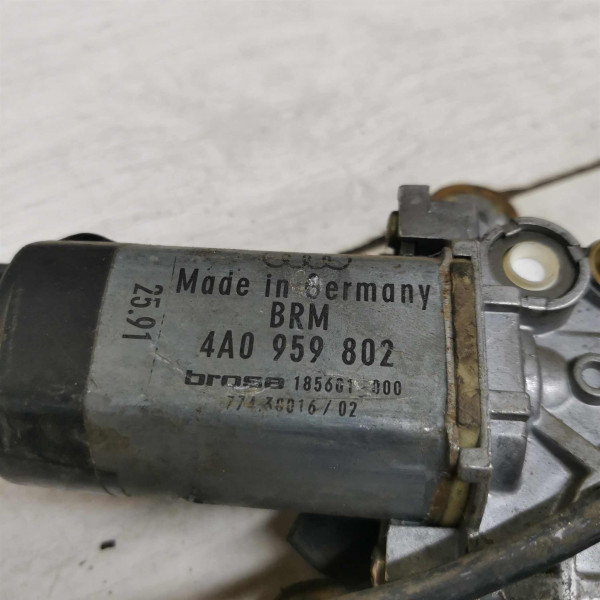 Made in Germany
BRM
4A0 959 802
brose 185601-000
774.30016/02
25.91